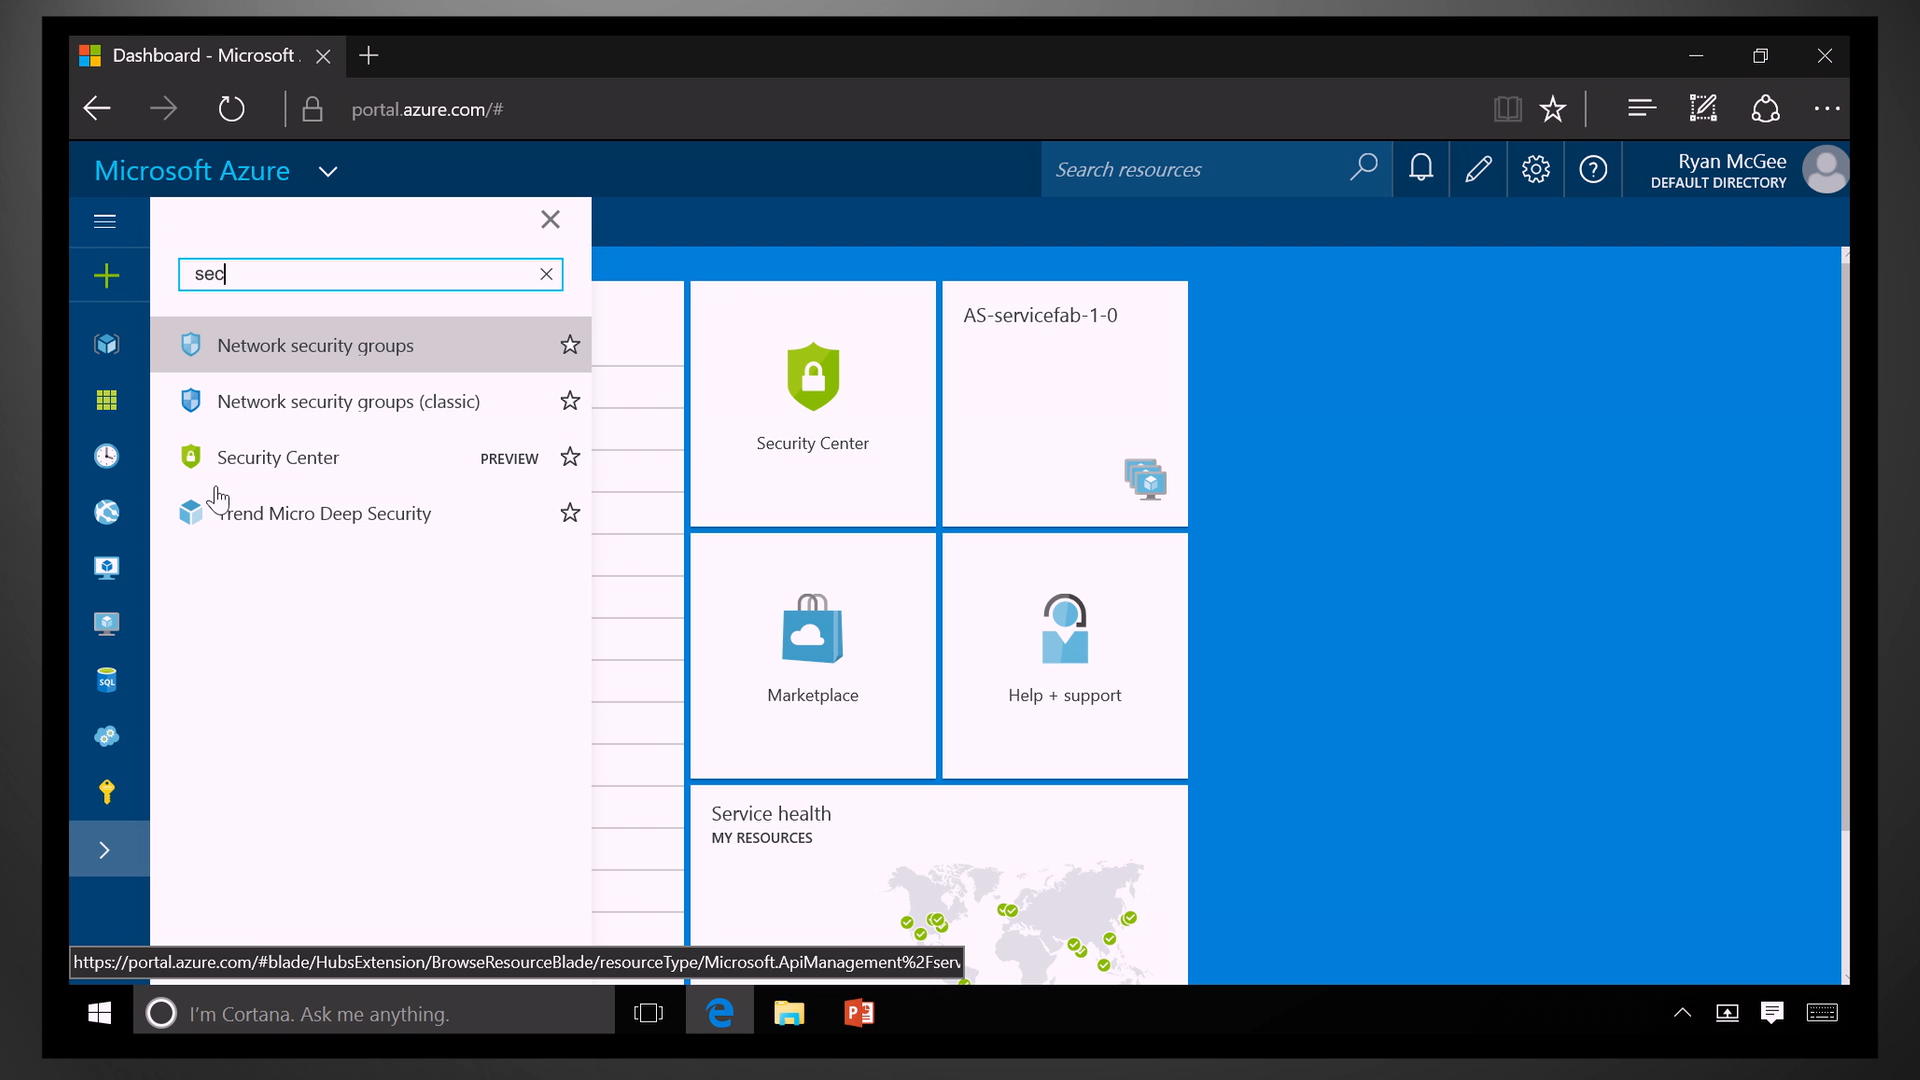 Dashboard - Microsoft .
portal.azure.com/#
Microsoft Azure
Search resources
Ryan McGee
DEFAULT DIRECTORY
sec
Network security groups
Network security groups (classic)
Security Center PREVIEW
Trend Micro Deep Security
Security Center
AS-servicefab-1-0
SQL
Marketplace
Help + support
Service health
MY RESOURCES
https://portal.azure.com/#blade/HubsExtension/BrowseResourceBlade/resourceType/Microsoft.ApiManagement%2Fserv
I'm Cortana. Ask me anything.